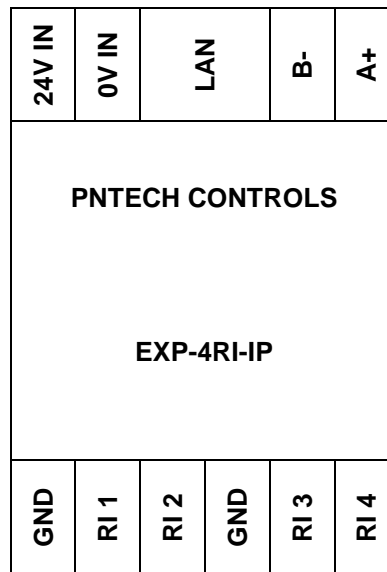 24V IN
0V IN
LAN
B-
A+
PNTECH CONTROLS
EXP-4RI-IP
GND
RI 1
RI 2
GND
RI 3
RI 4